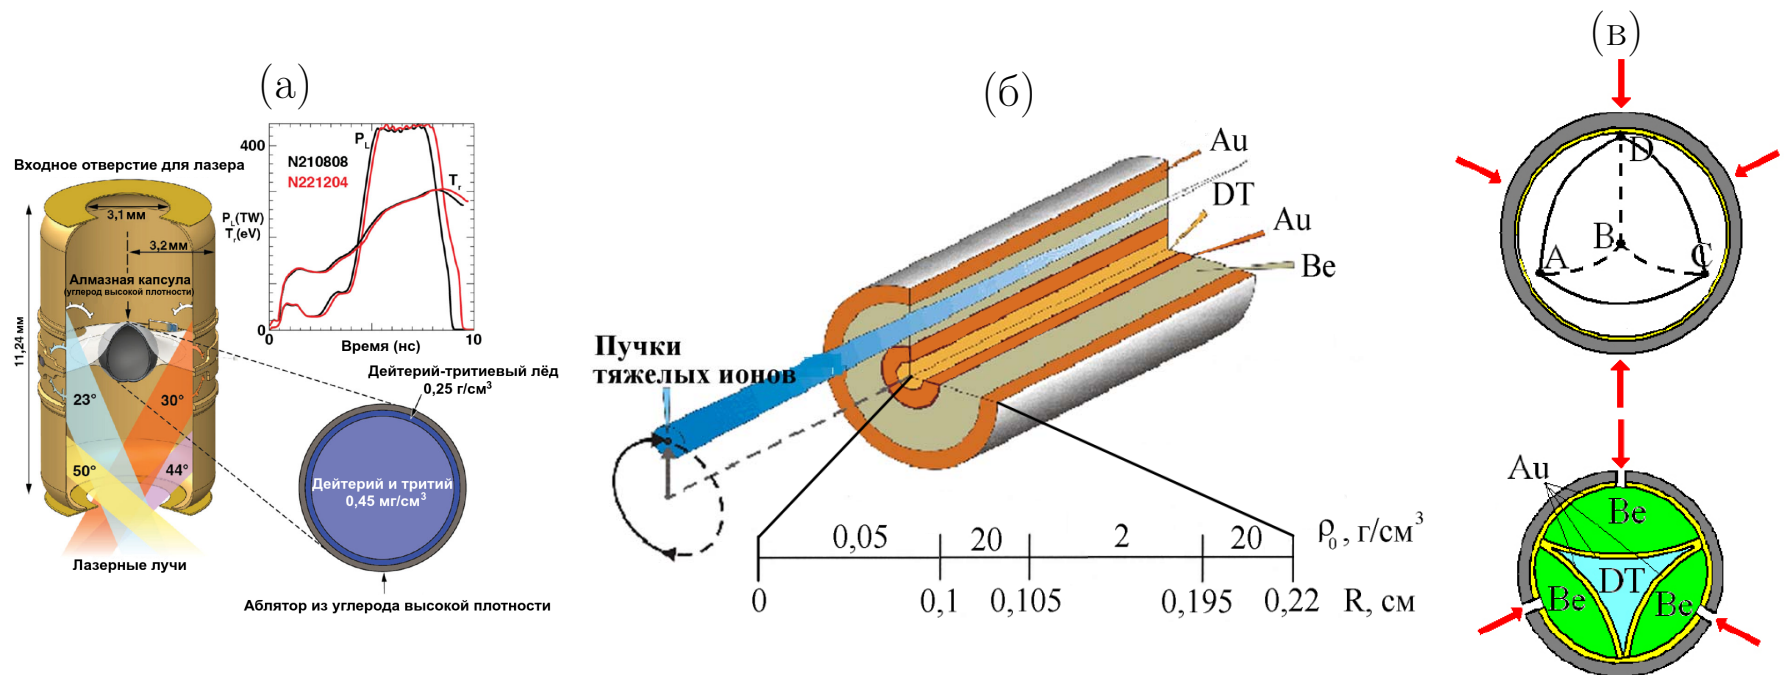 (а)
Входное отверстие для лазера
3,1 мм
3,2 мм
Алмазная капсула
(углерод высокой плотности)
11,24 мм
23°
30°
50°
44°
Лазерные лучи
400
P_L
N210808
N221204
T_r
P_L(TW)
T_r(eV)
0
0
10
Время (нс)
Дейтерий-тритиевый лёд
0,25 г/см³
Дейтерий и тритий
0,45 мг/см³
Аблятор из углерода высокой плотности
(б)
Au
DT
Au
Be
Пучки
тяжелых ионов
0,05
20
2
20
ρ₀, г/см³
0
0,1
0,105
0,195
0,22
R, см
(в)
D
B
A
C
Au
Be
DT
Be
Be